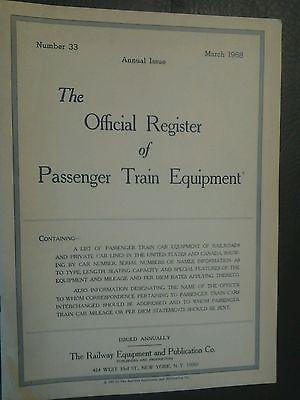 Number 33
Annual Issue
March 1968
The
Official Register
of
Passenger Train Equipment
CONTAINING—
A LIST OF PASSENGER TRAIN CAR EQUIPMENT OF RAILROADS
AND PRIVATE CAR LINES IN THE UNITED STATES AND CANADA, SHOW-
ING BY CAR NUMBER, SERIAL NUMBERS OR NAMES, INFORMATION AS
TO TYPE, LENGTH, SEATING CAPACITY AND SPECIAL FEATURES OF THE
EQUIPMENT AND MILEAGE AND PER DIEM RATES APPLYING THERETO.
ALSO INFORMATION DESIGNATING THE NAME OF THE OFFICER
TO WHOM CORRESPONDENCE PERTAINING TO PASSENGER TRAIN CARS
INTERCHANGED SHOULD BE ADDRESSED AND TO WHOM PASSENGER
TRAIN CAR MILEAGE OR PER DIEM STATEMENTS SHOULD BE SENT.
ISSUED ANNUALLY
The Railway Equipment and Publication Co.
PUBLISHERS AND PROPRIETORS
424 WEST 33rd ST., NEW YORK, N. Y. 10001